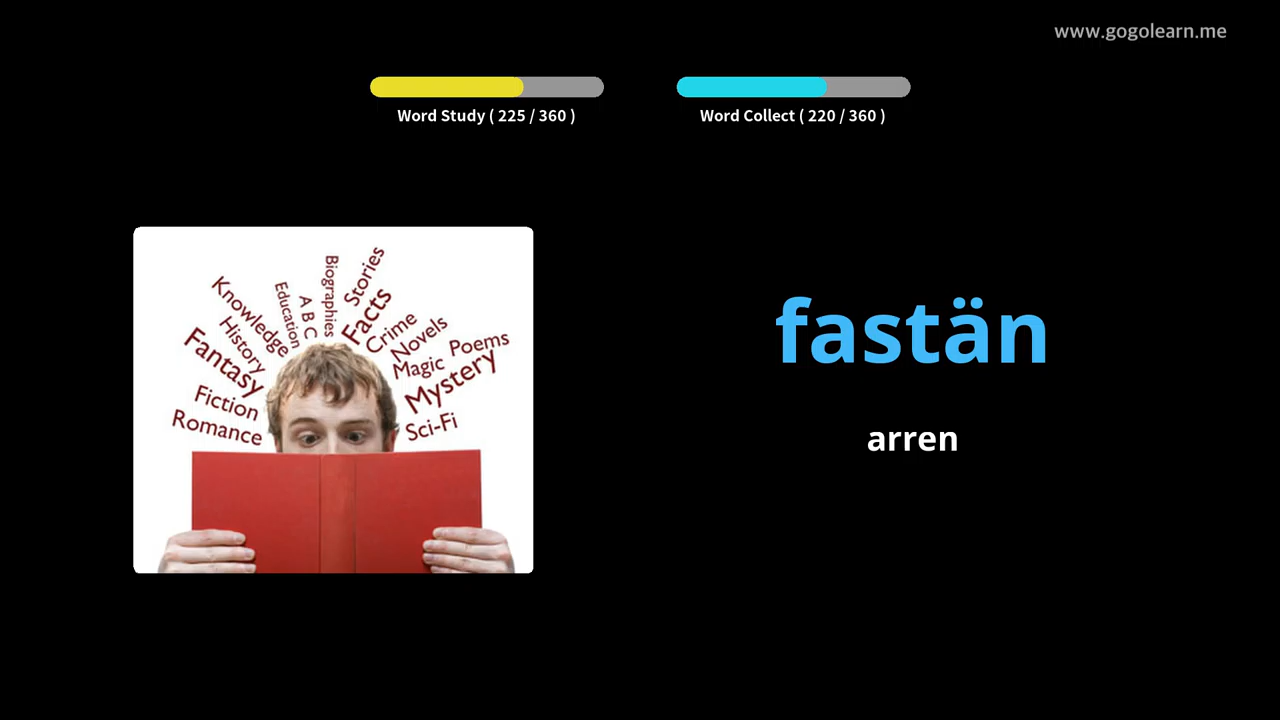 www.gogolearn.me
Word Study ( 225 / 360 )
Word Collect ( 220 / 360 )
Stories
Biographies
Education
A B C
Facts
Knowledge
Crime
History
Novels
Fantasy
Magic
Poems
Mystery
Fiction
Romance
Sci-Fi
fastän
arren